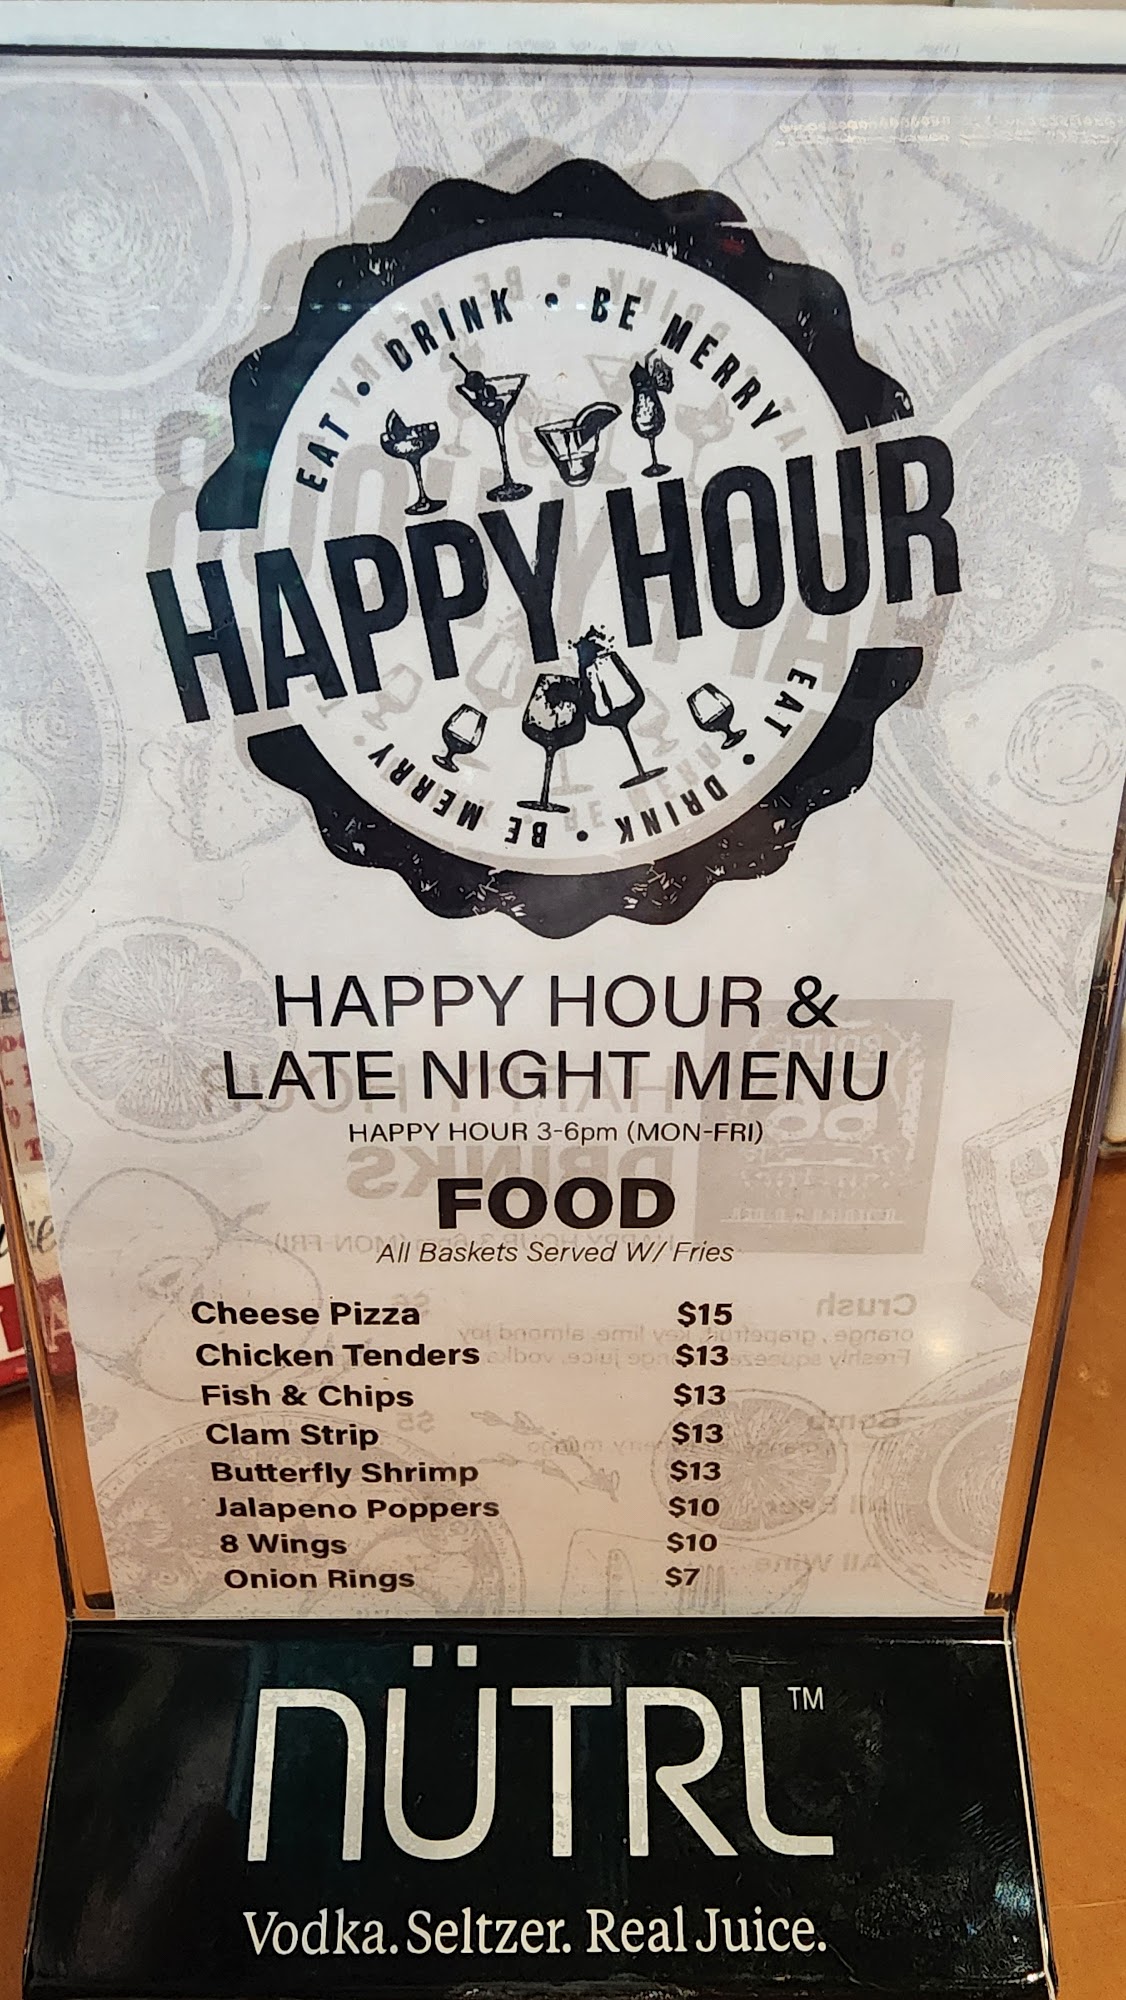 EAT • DRINK • BE MERRY
HAPPY HOUR
EAT • DRINK • BE MERRY
HAPPY HOUR &
LATE NIGHT MENU
HAPPY HOUR 3-6pm (MON-FRI)
FOOD
All Baskets Served W/ Fries
Cheese Pizza $15
Chicken Tenders $13
Fish & Chips $13
Clam Strip $13
Butterfly Shrimp $13
Jalapeno Poppers $10
8 Wings $10
Onion Rings $7
NÜTRL™
Vodka. Seltzer. Real Juice.